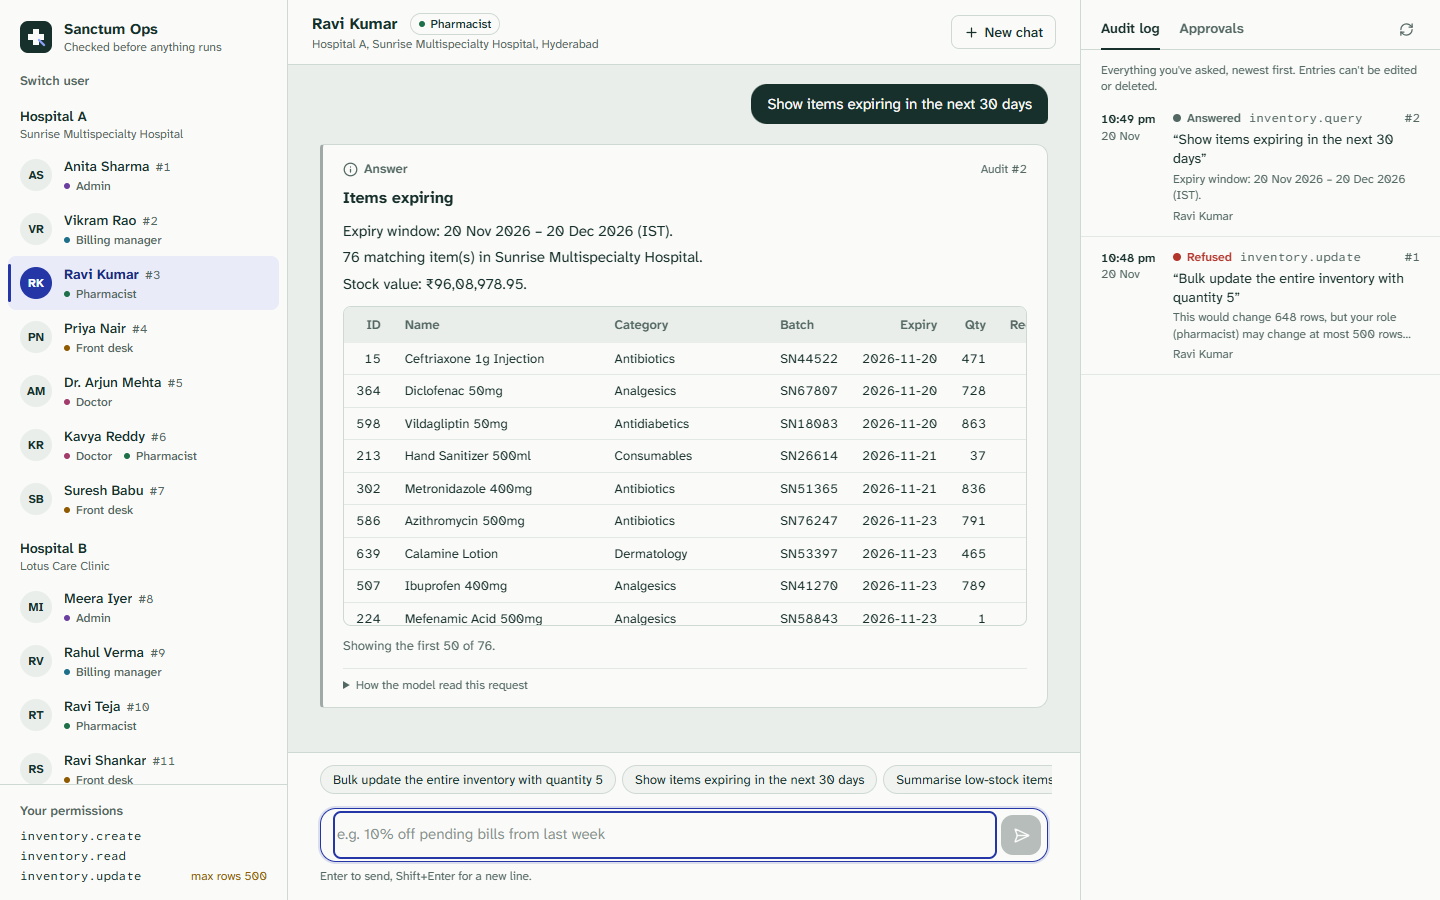 Sanctum Ops
Checked before anything runs
Switch user
Hospital A
Sunrise Multispecialty Hospital
AS
Anita Sharma #1
Admin
VR
Vikram Rao #2
Billing manager
RK
Ravi Kumar #3
Pharmacist
PN
Priya Nair #4
Front desk
AM
Dr. Arjun Mehta #5
Doctor
KR
Kavya Reddy #6
Doctor Pharmacist
SB
Suresh Babu #7
Front desk
Hospital B
Lotus Care Clinic
MI
Meera Iyer #8
Admin
RV
Rahul Verma #9
Billing manager
RT
Ravi Teja #10
Pharmacist
RS
Ravi Shankar #11
Front desk
Your permissions
inventory.create
inventory.read
inventory.update max rows 500
Ravi Kumar Pharmacist
Hospital A, Sunrise Multispecialty Hospital, Hyderabad
New chat
Show items expiring in the next 30 days
Answer Audit #2
Items expiring
Expiry window: 20 Nov 2026 – 20 Dec 2026 (IST).
76 matching item(s) in Sunrise Multispecialty Hospital.
Stock value: ₹96,08,978.95.
ID Name Category Batch Expiry Qty
15 Ceftriaxone 1g Injection Antibiotics SN44522 2026-11-20 471
364 Diclofenac 50mg Analgesics SN67807 2026-11-20 728
598 Vildagliptin 50mg Antidiabetics SN18083 2026-11-20 863
213 Hand Sanitizer 500ml Consumables SN26614 2026-11-21 37
302 Metronidazole 400mg Antibiotics SN51365 2026-11-21 836
586 Azithromycin 500mg Antibiotics SN76247 2026-11-23 791
639 Calamine Lotion Dermatology SN53397 2026-11-23 465
507 Ibuprofen 400mg Analgesics SN41270 2026-11-23 789
224 Mefenamic Acid 500mg Analgesics SN58843 2026-11-23 1
Showing the first 50 of 76.
How the model read this request
Bulk update the entire inventory with quantity 5
Show items expiring in the next 30 days
Summarise low-stock items
e.g. 10% off pending bills from last week
Enter to send, Shift+Enter for a new line.
Audit log Approvals
Everything you've asked, newest first. Entries can't be edited
or deleted.
10:49 pm
20 Nov
Answered inventory.query #2
“Show items expiring in the next 30
days”
Expiry window: 20 Nov 2026 – 20 Dec 2026
(IST).
Ravi Kumar
10:48 pm
20 Nov
Refused inventory.update #1
“Bulk update the entire inventory with
quantity 5”
This would change 648 rows, but your role
(pharmacist) may change at most 500 rows...
Ravi Kumar